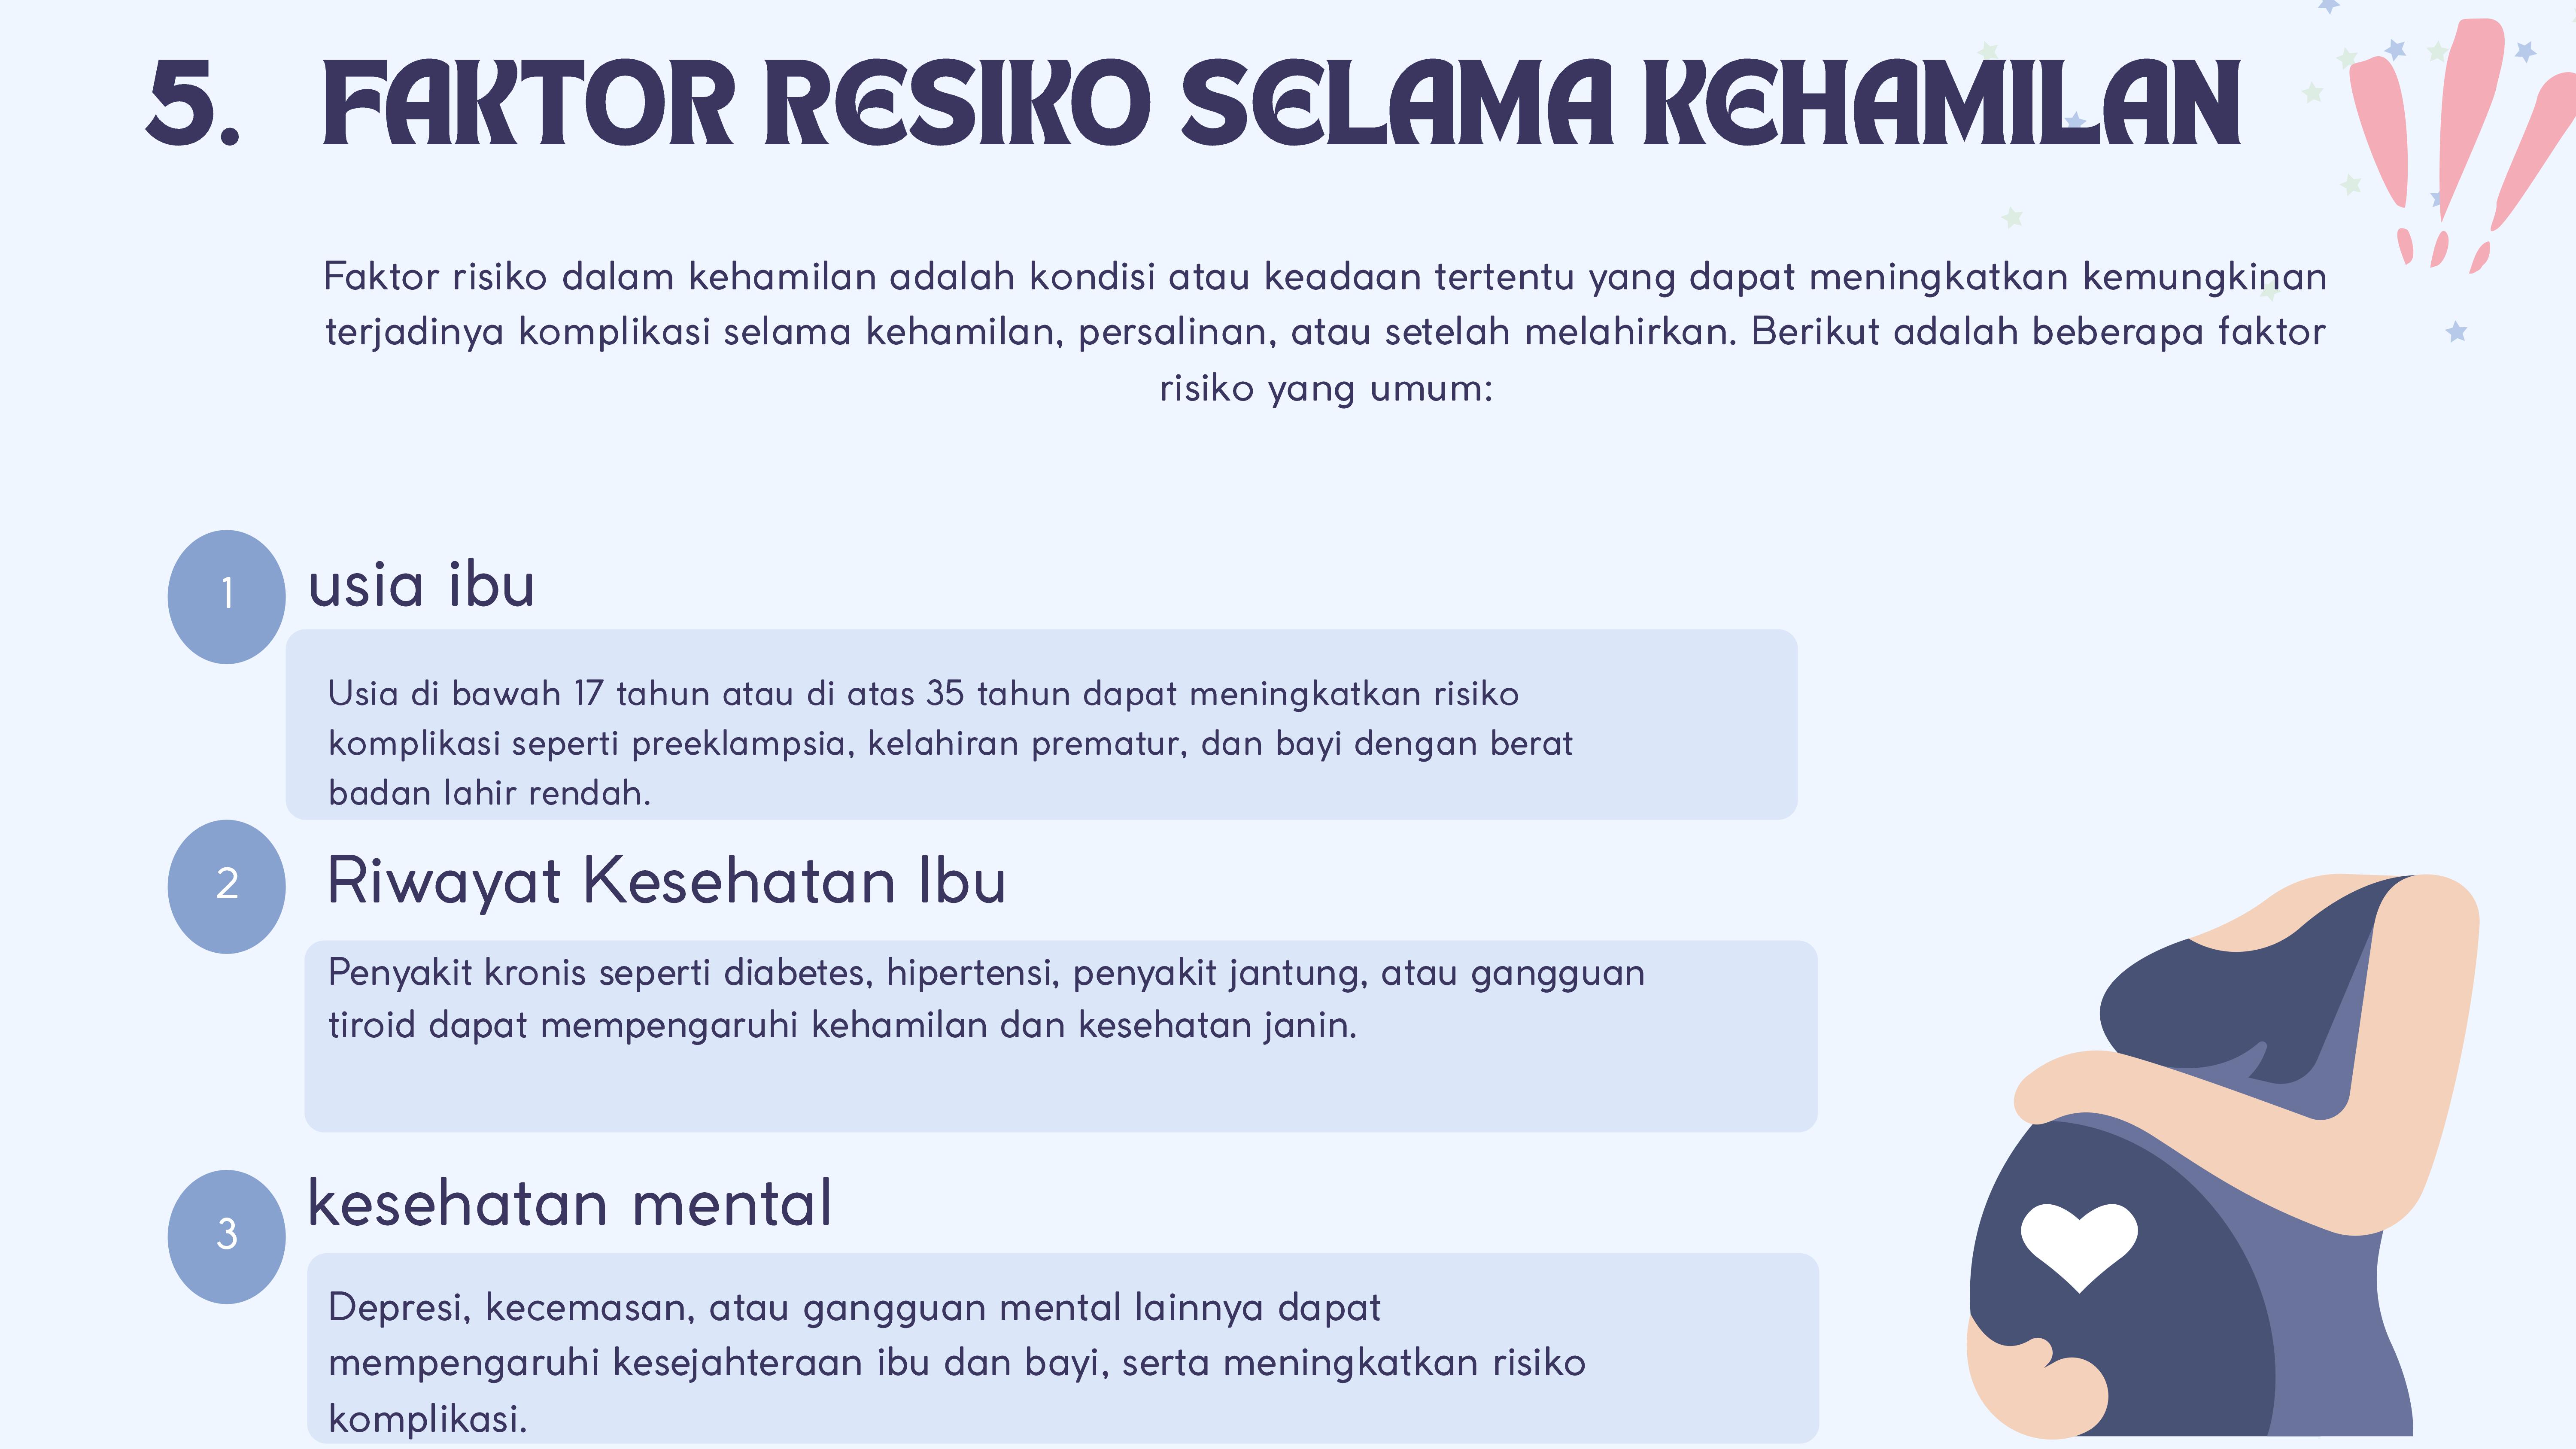 5. FAKTOR RESIKO SELAMA KEHAMILAN
Faktor risiko dalam kehamilan adalah kondisi atau keadaan tertentu yang dapat meningkatkan kemungkinan
terjadinya komplikasi selama kehamilan, persalinan, atau setelah melahirkan. Berikut adalah beberapa faktor
risiko yang umum:
1 usia ibu
Usia di bawah 17 tahun atau di atas 35 tahun dapat meningkatkan risiko
komplikasi seperti preeklampsia, kelahiran prematur, dan bayi dengan berat
badan lahir rendah.
2 Riwayat Kesehatan Ibu
Penyakit kronis seperti diabetes, hipertensi, penyakit jantung, atau gangguan
tiroid dapat mempengaruhi kehamilan dan kesehatan janin.
3 kesehatan mental
Depresi, kecemasan, atau gangguan mental lainnya dapat
mempengaruhi kesejahteraan ibu dan bayi, serta meningkatkan risiko
komplikasi.